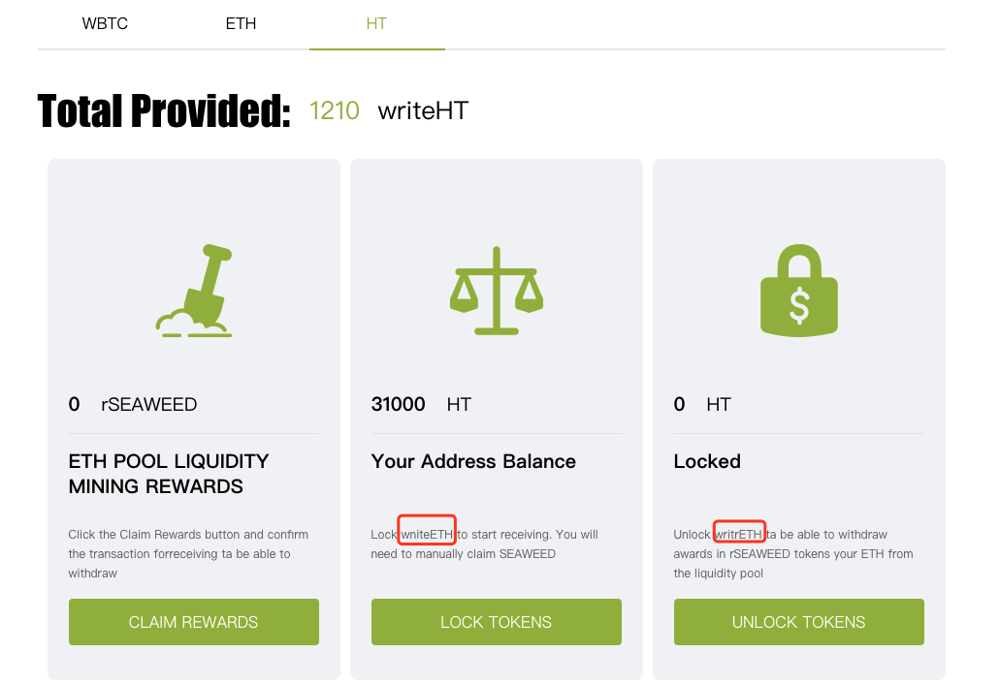 WBTC ETH HT
Total Provided: 1210 writeHT
0 rSEAWEED
ETH POOL LIQUIDITY
MINING REWARDS
Click the Claim Rewards button and confirm
the transaction forreceiving ta be able to
withdraw
CLAIM REWARDS
31000 HT
Your Address Balance
Lock wniteETH to start receiving. You will
need to manually claim SEAWEED
LOCK TOKENS
0 HT
Locked
Unlock writrETH ta be able to withdraw
awards in rSEAWEED tokens your ETH from
the liquidity pool
UNLOCK TOKENS